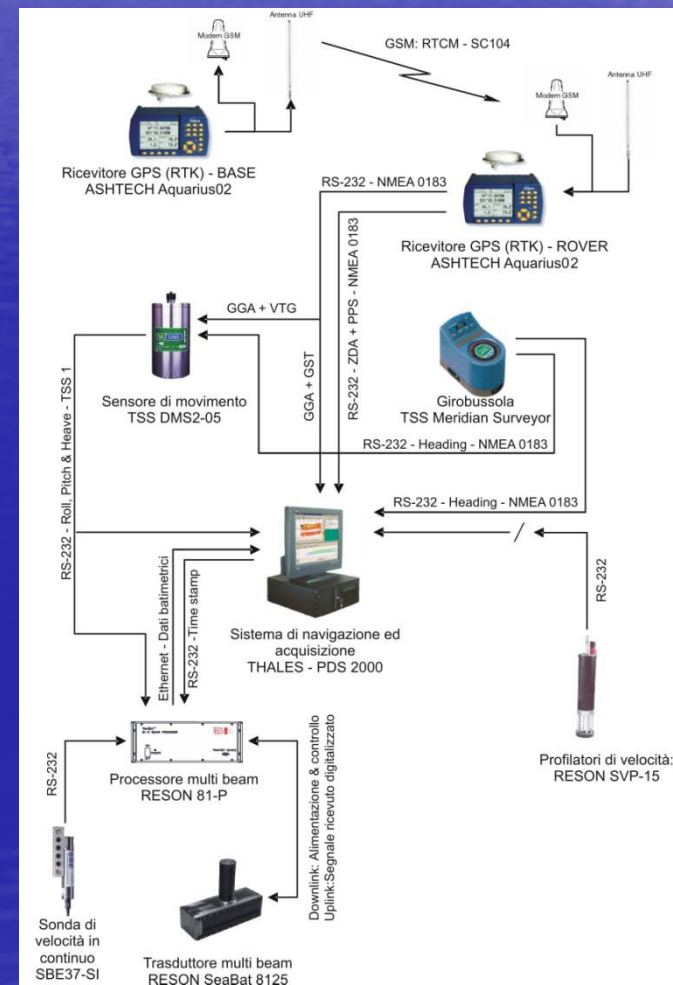 Antenna UHF
Modem GSM
GSM: RTCM - SC104
Antenna UHF
Modem GSM
Ricevitore GPS (RTK) - BASE
ASHTECH Aquarius02
RS-232 - NMEA 0183
Ricevitore GPS (RTK) - ROVER
ASHTECH Aquarius02
GGA + VTG
GGA + GST
RS-232 - ZDA + PPS - NMEA 0183
Sensore di movimento
TSS DMS2-05
Girobussola
TSS Meridian Surveyor
RS-232 - Heading - NMEA 0183
RS-232 - Heading - NMEA 0183
RS-232 - Roll, Pitch & Heave - TSS 1
RS-232
Sistema di navigazione ed
acquisizione
THALES - PDS 2000
Ethernet - Dati batimetrici
RS-232 -Time stamp
Profilatori di velocità:
RESON SVP-15
Processore multi beam
RESON 81-P
RS-232
Downlink: Alimentazione & controllo
Uplink:Segnale ricevuto digitalizzato
Sonda di
velocità in
continuo
SBE37-SI
Trasduttore multi beam
RESON SeaBat 8125